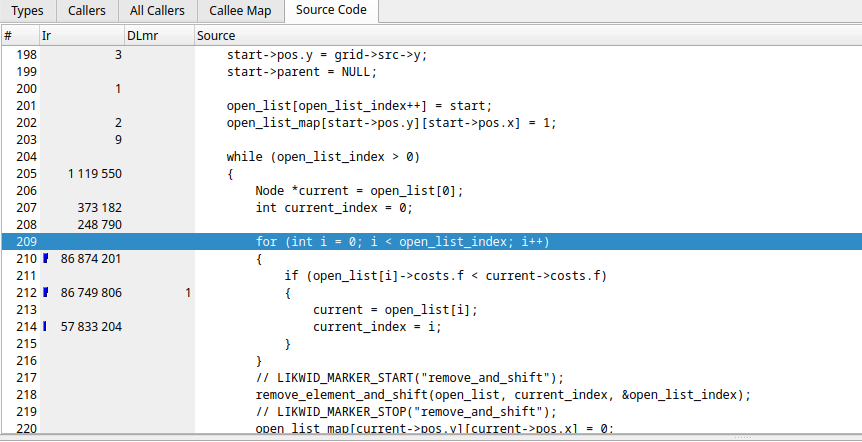 Types Callers All Callers Callee Map Source Code
# Ir DLmr Source
198 3 start->pos.y = grid->src->y;
199 start->parent = NULL;
200 1
201 open_list[open_list_index++] = start;
202 2 open_list_map[start->pos.y][start->pos.x] = 1;
203 9
204 while (open_list_index > 0)
205 1 119 550 {
206 Node *current = open_list[0];
207 373 182 int current_index = 0;
208 248 790
209 for (int i = 0; i < open_list_index; i++)
210 86 874 201 {
211 if (open_list[i]->costs.f < current->costs.f)
212 86 749 806 1 {
213 current = open_list[i];
214 57 833 204 current_index = i;
215 }
216 }
217 // LIKWID_MARKER_START("remove_and_shift");
218 remove_element_and_shift(open_list, current_index, &open_list_index);
219 // LIKWID_MARKER_STOP("remove_and_shift");
220 open_list_map[current->pos.y][current->pos.x] = 0;